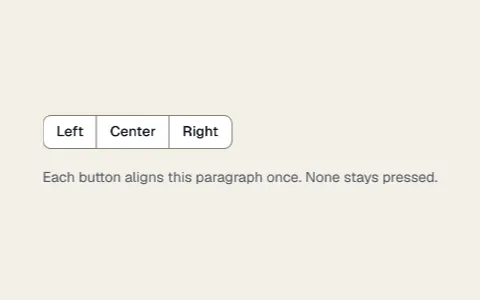 Left
Center
Right
Each button aligns this paragraph once. None stays pressed.